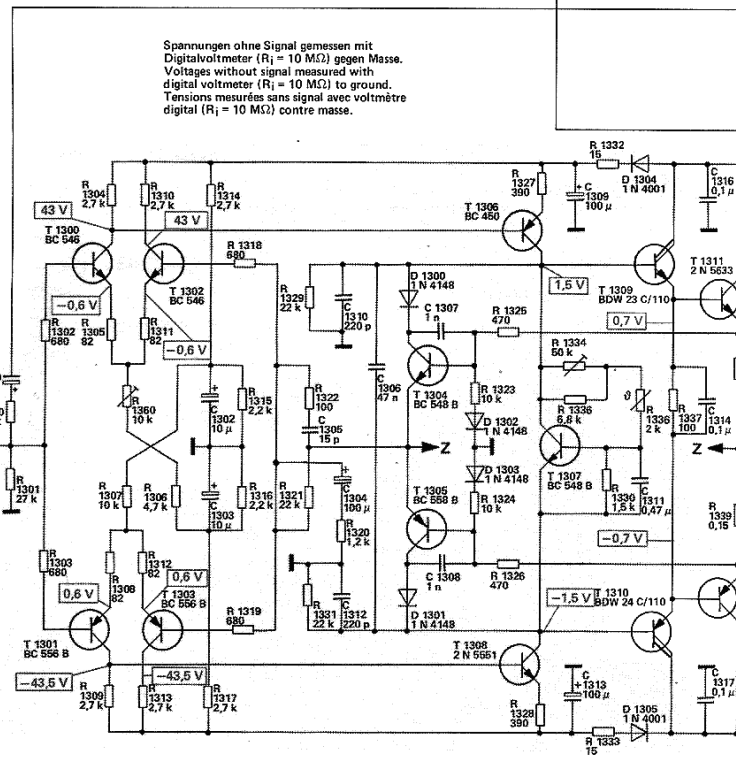 Spannungen ohne Signal gemessen mit
Digitalvoltmeter (Ri = 10 MΩ) gegen Masse.
Voltages without signal measured with
digital voltmeter (Ri = 10 MΩ) to ground.
Tensions mesurées sans signal avec voltmètre
digital (Ri = 10 MΩ) contre masse.
R 1304 2,7 k
R 1310 2,7 k
R 1314 2,7 k
R 1327 390
R 1332 15
D 1304 1 N 4001
C 1309 100 µ
C 1316 0,1 µ
43 V
43 V
T 1300 BC 546
T 1302 BC 546
T 1306 BC 450
T 1311 2 N 5633
T 1309 BDW 23 C/110
R 1318 680
–0,6 V
–0,6 V
1,5 V
0,7 V
R 1302 680
R 1305 82
R 1311 82
R 1329 22 k
C 1310 220 p
D 1300 1 N 4148
C 1307 1 n
R 1325 470
R 1334 50 k
R 1360 10 k
C 1302 10 µ
R 1315 2,2 k
R 1322 100
C 1305 15 p
C 1306 47 n
T 1304 BC 548 B
R 1323 10 k
D 1302 1 N 4148
R 1336 6,8 k
ϑ
R 1336 2 k
R 1337 100
C 1314 0,1 µ
Z
Z
R 1301 27 k
R 1307 10 k
R 1306 4,7 k
C 1303 10 µ
R 1316 2,2 k
R 1321 22 k
C 1304 100 µ
R 1320 1,2 k
T 1305 BC 558 B
D 1303 1 N 4148
R 1324 10 k
T 1307 BC 548 B
R 1330 1,5 k
C 1311 0,47 µ
R 1339 0,15
–0,7 V
R 1303 680
R 1308 82
R 1312 82
0,6 V
0,6 V
T 1303 BC 556 B
R 1319 680
R 1331 22 k
C 1312 220 p
C 1308 1 n
R 1326 470
D 1301 1 N 4148
–1,5 V
T 1310 BDW 24 C/110
T 1301 BC 556 B
T 1308 2 N 5551
–43,5 V
–43,5 V
R 1309 2,7 k
R 1313 2,7 k
R 1317 2,7 k
R 1328 390
C 1313 100 µ
R 1333 15
D 1305 1 N 4001
C 1317 0,1 µ